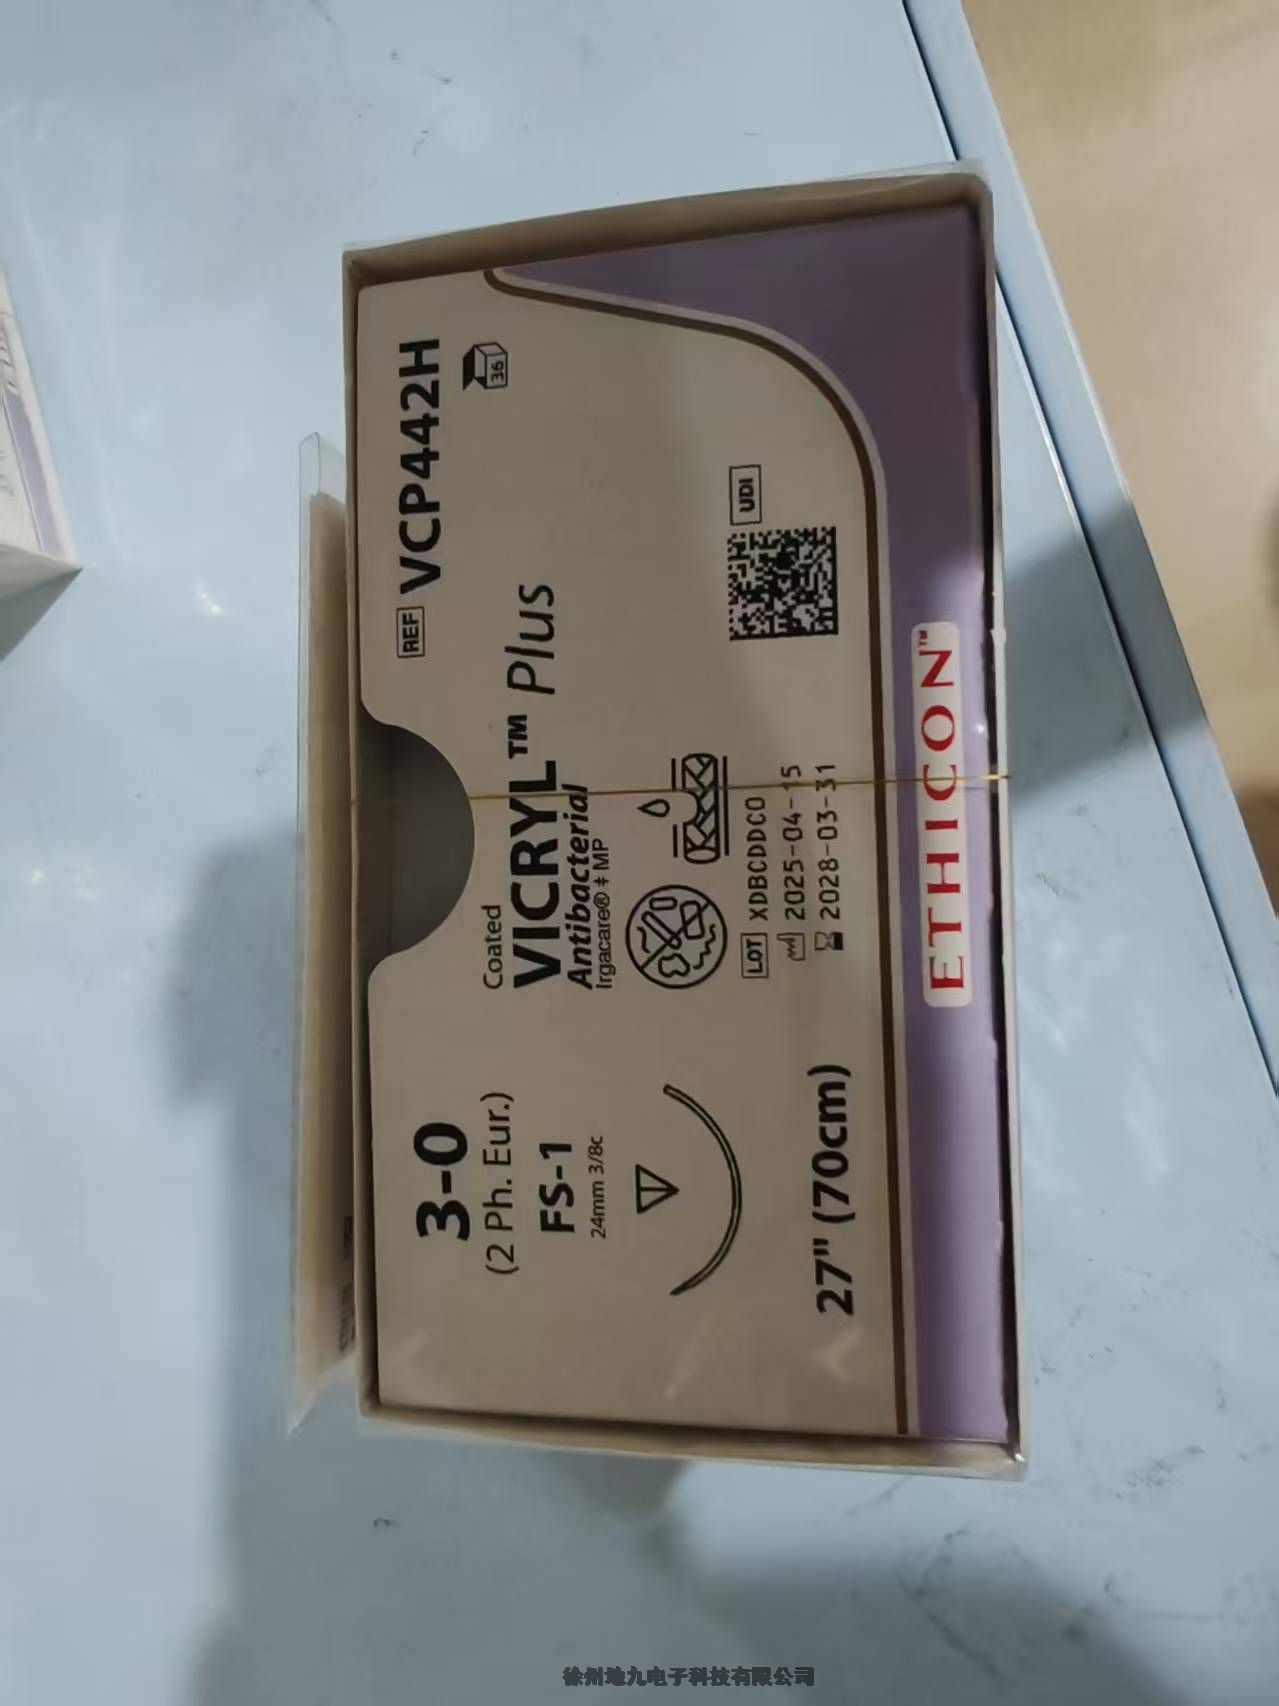 3-0
(2 Ph. Eur.)
FS-1
24mm 3/8c
27" (70cm)
Coated
VICRYL™ Plus
Antibacterial
Irgacare®‡ MP
LOT XDBCDDC0
2025-04-15
2028-03-31
REF VCP442H
36
UDI
ETHICON™
徐州地九电子科技有限公司